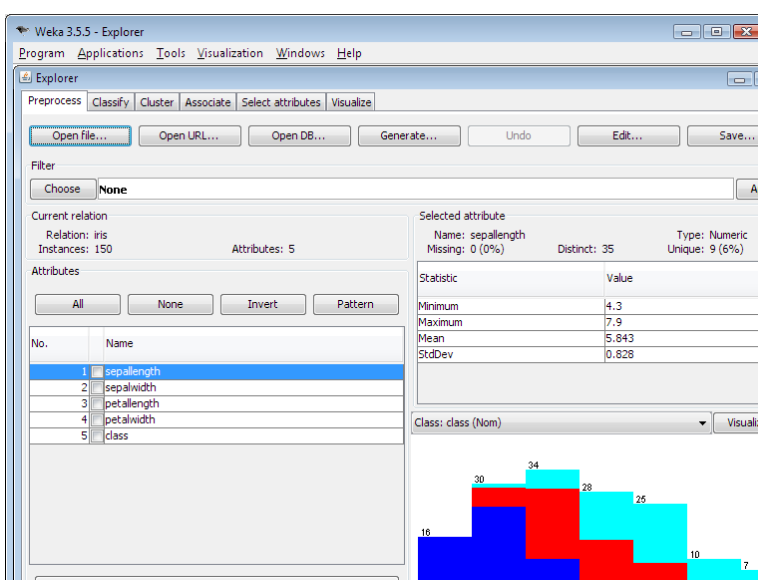 Weka 3.5.5 - Explorer
Program Applications Tools Visualization Windows Help
Explorer
Preprocess Classify Cluster Associate Select attributes Visualize
Open file... Open URL... Open DB... Generate... Undo Edit... Save...
Filter
Choose None A
Current relation
Relation: iris
Instances: 150 Attributes: 5
Selected attribute
Name: sepallength Type: Numeric
Missing: 0 (0%) Distinct: 35 Unique: 9 (6%)
Attributes
All None Invert Pattern
No. Name
1 sepallength
2 sepalwidth
3 petallength
4 petalwidth
5 class
Statistic Value
Minimum 4.3
Maximum 7.9
Mean 5.843
StdDev 0.828
Class: class (Nom) Visuali
16 30 34 28 25 10 7